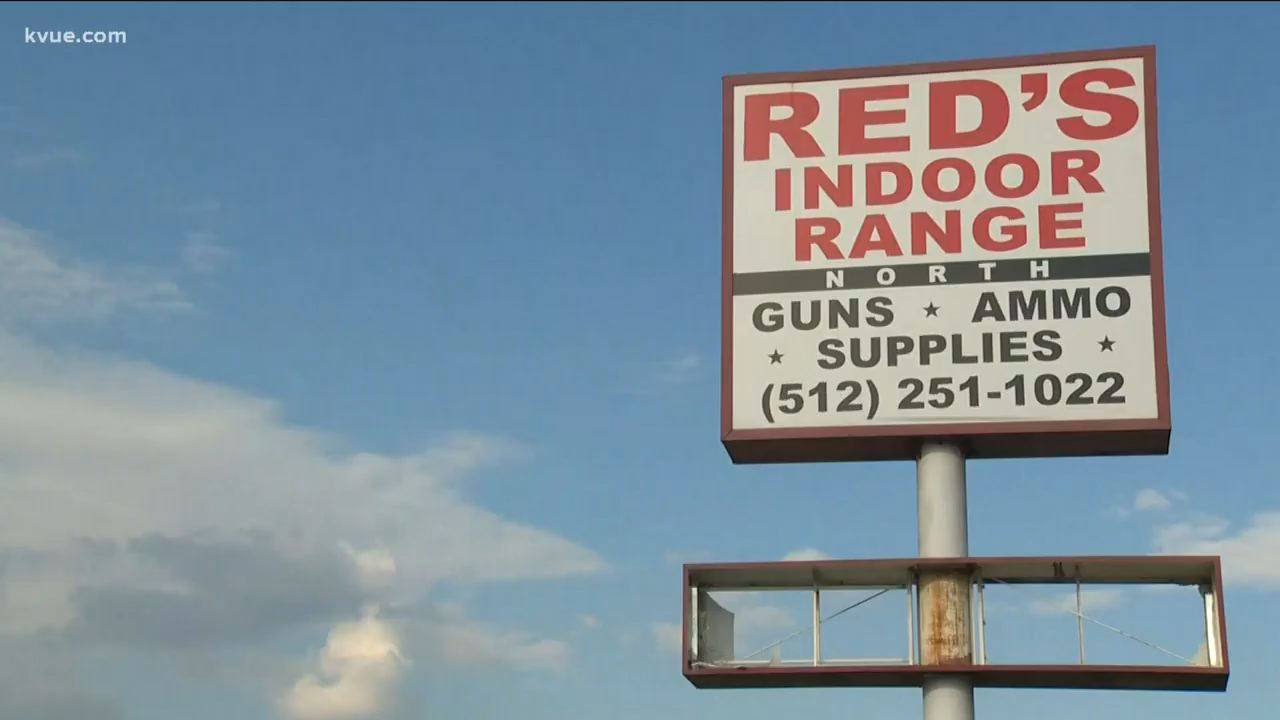 kvue.com
RED'S
INDOOR
RANGE
NORTH
GUNS ★ AMMO
★ SUPPLIES ★
(512) 251-1022